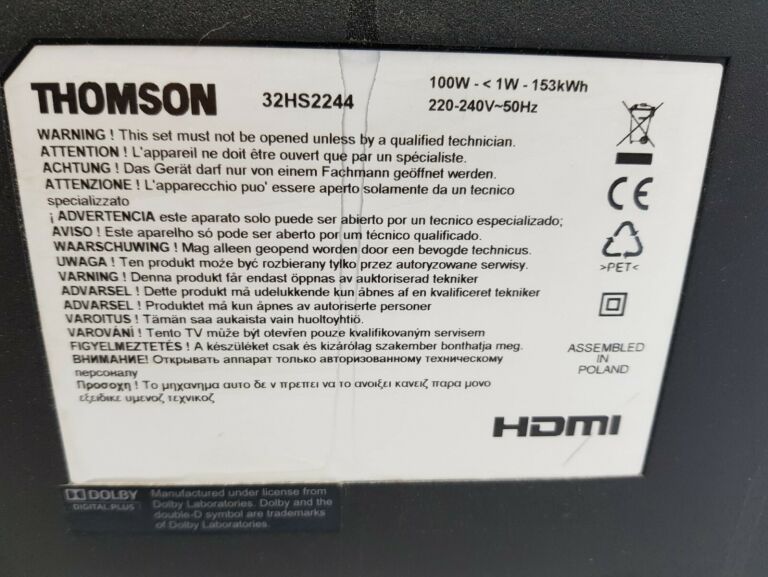 THOMSON 32HS2244 100W - < 1W - 153kWh
220-240V~50Hz
WARNING ! This set must not be opened unless by a qualified technician.
ATTENTION ! L'appareil ne doit être ouvert que par un spécialiste.
ACHTUNG ! Das Gerät darf nur von einem Fachmann geöffnet werden.
ATTENZIONE ! L'apparecchio puo' essere aperto solamente da un tecnico
specializzato
¡ ADVERTENCIA este aparato solo puede ser abierto por un tecnico especializado;
AVISO ! Este aparelho só pode ser aberto por um técnico qualificado.
WAARSCHUWING ! Mag alleen geopend worden door een bevogde technicus.
UWAGA ! Ten produkt może być rozbierany tylko przez autoryzowane serwisy.
VARNING ! Denna produkt får endast öppnas av auktoriserad tekniker
ADVARSEL ! Dette produkt må udelukkende kun åbnes af en kvalificeret tekniker
ADVARSEL ! Produktet må kun åpnes av autoriserte personer
VAROITUS ! Tämän saa aukaista vain huoltoyhtiö.
VAROVÁNÍ ! Tento TV může být otevřen pouze kvalifikovaným servisem
FIGYELMEZTETÉS ! A készüléket csak és kizárólag szakember bonthatja meg.
ВНИМАНИЕ! Открывать аппарат только авторизованному техническому
персоналу
Προσοχη ! Το μηχανημα αυτο δε ν πρεπει να το ανοιξει κανεiζ παρα μονο
εξειδικε υμενοζ τεχνικοζ
CE
>PET<
ASSEMBLED
IN
POLAND
HDMI
DOLBY
DIGITAL PLUS
Manufactured under license from
Dolby Laboratories. Dolby and the
double-D symbol are trademarks
of Dolby Laboratories.